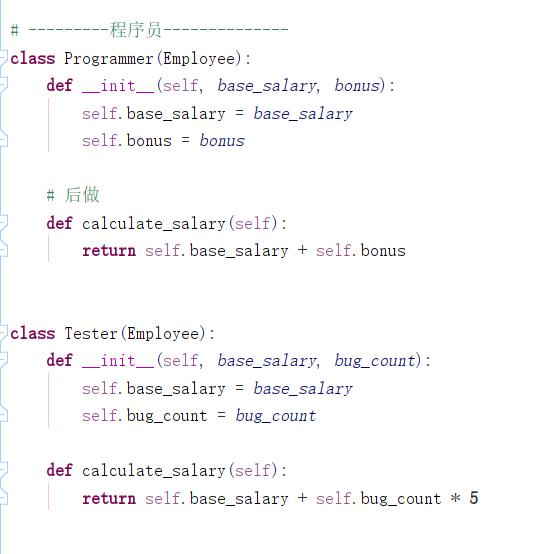 # ---------程序员--------------
class Programmer(Employee):
    def __init__(self, base_salary, bonus):
        self.base_salary = base_salary
        self.bonus = bonus
    # 后做
    def calculate_salary(self):
        return self.base_salary + self.bonus
class Tester(Employee):
    def __init__(self, base_salary, bug_count):
        self.base_salary = base_salary
        self.bug_count = bug_count
    def calculate_salary(self):
        return self.base_salary + self.bug_count * 5